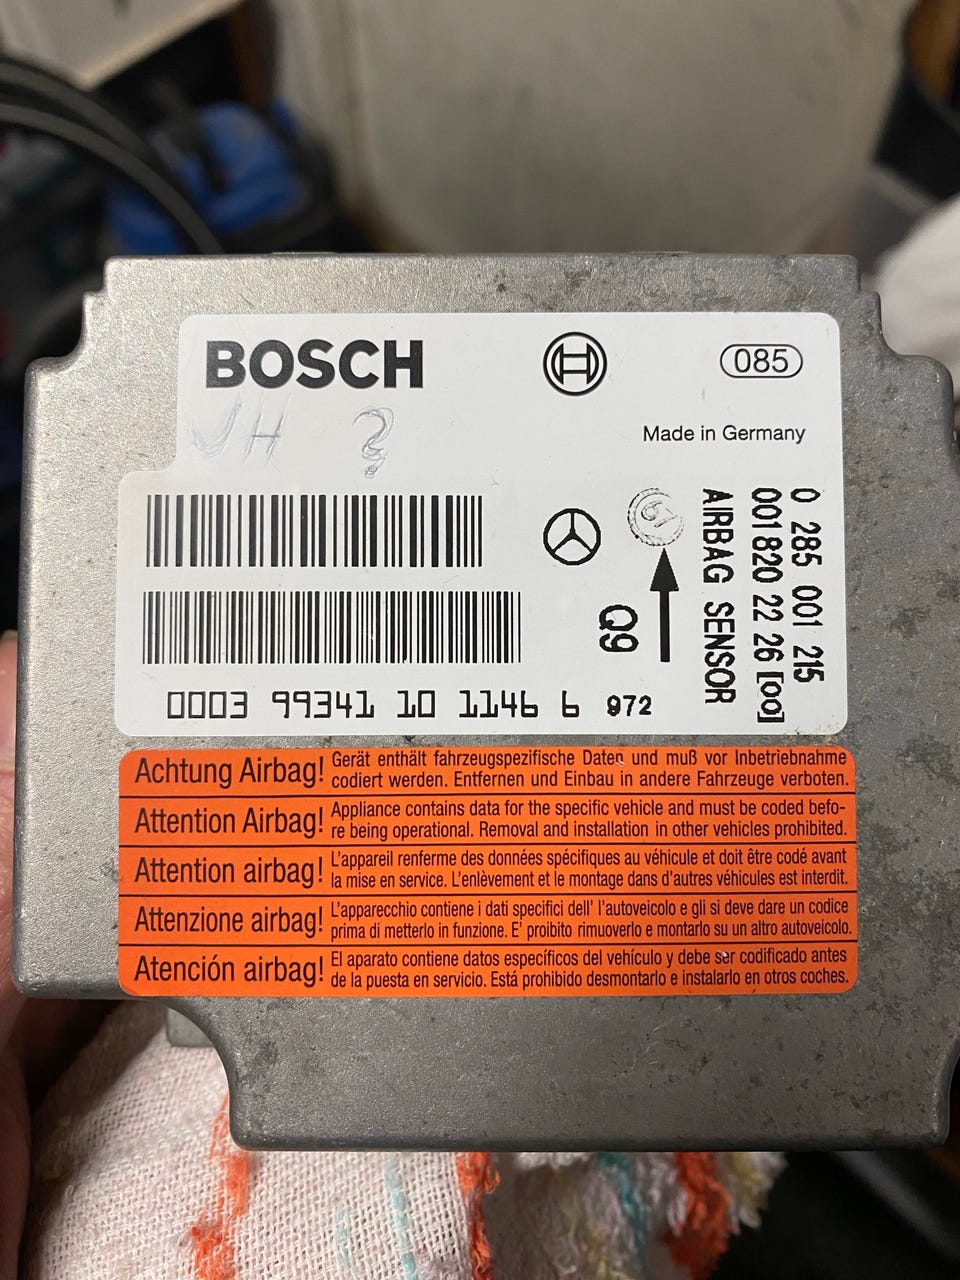 BOSCH
085
VH ?
Made in Germany
0 285 001 215
001 820 22 26 [00]
AIRBAG SENSOR
Q9
0003 99341 10 1146 6 972
Achtung Airbag! Gerät enthält fahrzeugspezifische Daten und muß vor Inbetriebnahme
codiert werden. Entfernen und Einbau in andere Fahrzeuge verboten.
Attention Airbag! Appliance contains data for the specific vehicle and must be coded befo-
re being operational. Removal and installation in other vehicles prohibited.
Attention airbag! L'appareil renferme des données spécifiques au véhicule et doit être codé avant
la mise en service. L'enlèvement et le montage dans d'autres véhicules est interdit.
Attenzione airbag! L'apparecchio contiene i dati specifici dell' l'autoveicolo e gli si deve dare un codice
prima di metterlo in funzione. E' proibito rimuoverlo e montarlo su un altro autoveicolo.
Atención airbag! El aparato contiene datos específicos del vehículo y debe ser codificado antes
de la puesta en servicio. Está prohibido desmontarlo e instalarlo en otros coches.